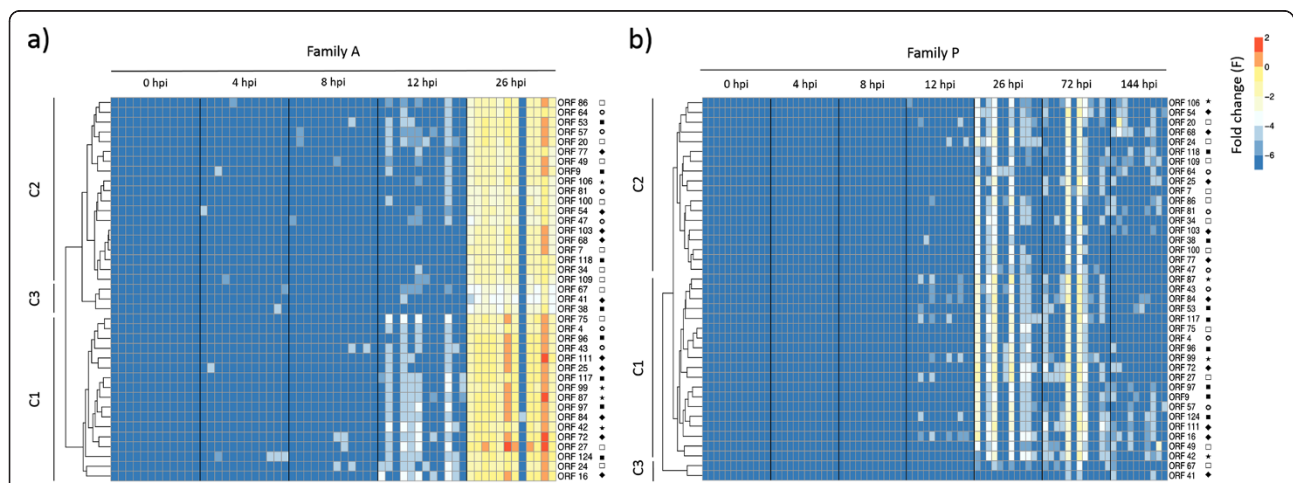 a)
Family A
0 hpi 4 hpi 8 hpi 12 hpi 26 hpi
C2
C3
C1
ORF 86
ORF 64
ORF 53
ORF 57
ORF 20
ORF 77
ORF 49
ORF9
ORF 106
ORF 81
ORF 100
ORF 54
ORF 47
ORF 103
ORF 68
ORF 7
ORF 118
ORF 34
ORF 109
ORF 67
ORF 41
ORF 38
ORF 75
ORF 4
ORF 96
ORF 43
ORF 111
ORF 25
ORF 117
ORF 99
ORF 87
ORF 97
ORF 84
ORF 42
ORF 72
ORF 27
ORF 124
ORF 24
ORF 16
b)
Family P
0 hpi 4 hpi 8 hpi 12 hpi 26 hpi 72 hpi 144 hpi
C2
C1
C3
ORF 106
ORF 54
ORF 20
ORF 68
ORF 24
ORF 118
ORF 109
ORF 64
ORF 25
ORF 7
ORF 86
ORF 81
ORF 34
ORF 103
ORF 38
ORF 100
ORF 77
ORF 47
ORF 87
ORF 43
ORF 84
ORF 53
ORF 117
ORF 75
ORF 4
ORF 96
ORF 99
ORF 72
ORF 27
ORF 97
ORF9
ORF 57
ORF 124
ORF 111
ORF 16
ORF 49
ORF 42
ORF 67
ORF 41
Fold change (F)
2
0
-2
-4
-6